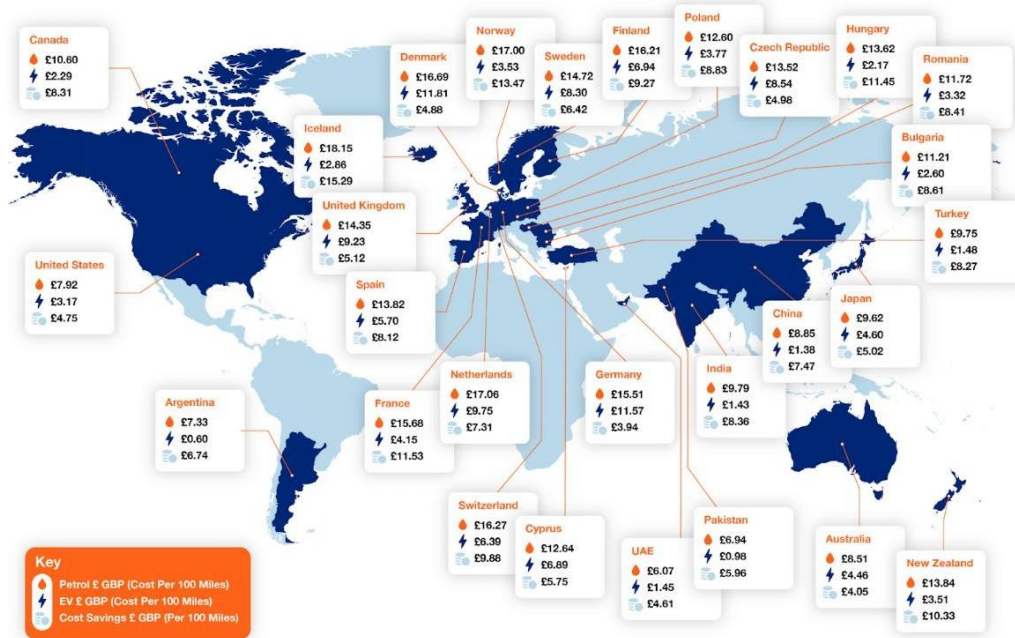 Canada
£10.60
£2.29
£8.31
Denmark
£16.69
£11.81
£4.88
Norway
£17.00
£3.53
£13.47
Sweden
£14.72
£8.30
£6.42
Finland
£16.21
£6.94
£9.27
Poland
£12.60
£3.77
£8.83
Czech Republic
£13.52
£8.54
£4.98
Hungary
£13.62
£2.17
£11.45
Romania
£11.72
£3.32
£8.41
Iceland
£18.15
£2.86
£15.29
Bulgaria
£11.21
£2.60
£8.61
United Kingdom
£14.35
£9.23
£5.12
Turkey
£9.75
£1.48
£8.27
United States
£7.92
£3.17
£4.75
Spain
£13.82
£5.70
£8.12
China
£8.85
£1.38
£7.47
Japan
£9.62
£4.60
£5.02
Argentina
£7.33
£0.60
£6.74
France
£15.68
£4.15
£11.53
Netherlands
£17.06
£9.75
£7.31
Germany
£15.51
£11.57
£3.94
India
£9.79
£1.43
£8.36
Switzerland
£16.27
£6.39
£9.88
Cyprus
£12.64
£6.89
£5.75
UAE
£6.07
£1.45
£4.61
Pakistan
£6.94
£0.98
£5.96
Australia
£8.51
£4.46
£4.05
New Zealand
£13.84
£3.51
£10.33
Key
Petrol £ GBP (Cost Per 100 Miles)
EV £ GBP (Cost Per 100 Miles)
Cost Savings £ GBP (Per 100 Miles)